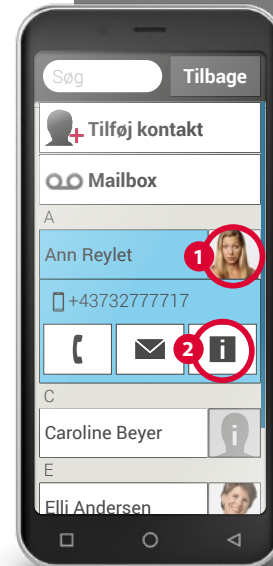 Søg Tilbage
Tilføj kontakt
Mailbox
A
Ann Reylet 1
+43732777717
2 i
C
Caroline Beyer i
E
Elli Andersen